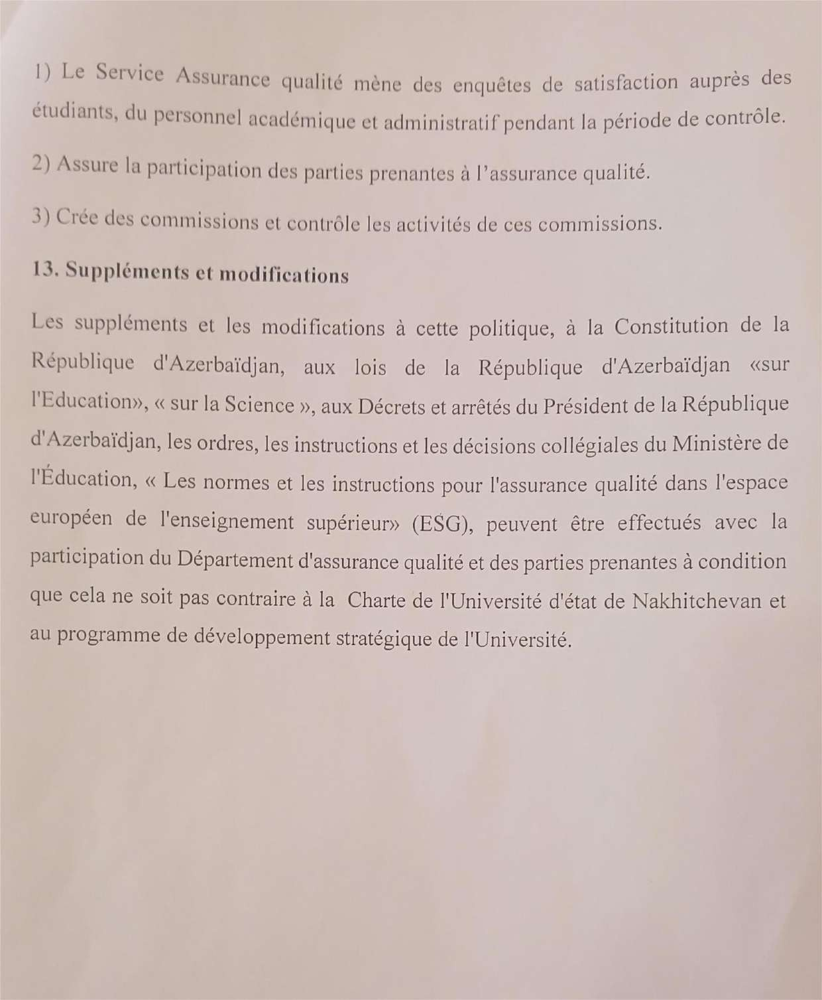 1) Le Service Assurance qualité mène des enquêtes de satisfaction auprès des
étudiants, du personnel académique et administratif pendant la période de contrôle.
2) Assure la participation des parties prenantes à l’assurance qualité.
3) Crée des commissions et contrôle les activités de ces commissions.
13. Suppléments et modifications
Les suppléments et les modifications à cette politique, à la Constitution de la
République d'Azerbaïdjan, aux lois de la République d'Azerbaïdjan «sur
l'Education», « sur la Science », aux Décrets et arrêtés du Président de la République
d'Azerbaïdjan, les ordres, les instructions et les décisions collégiales du Ministère de
l'Éducation, « Les normes et les instructions pour l'assurance qualité dans l'espace
européen de l'enseignement supérieur» (ESG), peuvent être effectués avec la
participation du Département d'assurance qualité et des parties prenantes à condition
que cela ne soit pas contraire à la Charte de l'Université d'état de Nakhitchevan et
au programme de développement stratégique de l'Université.